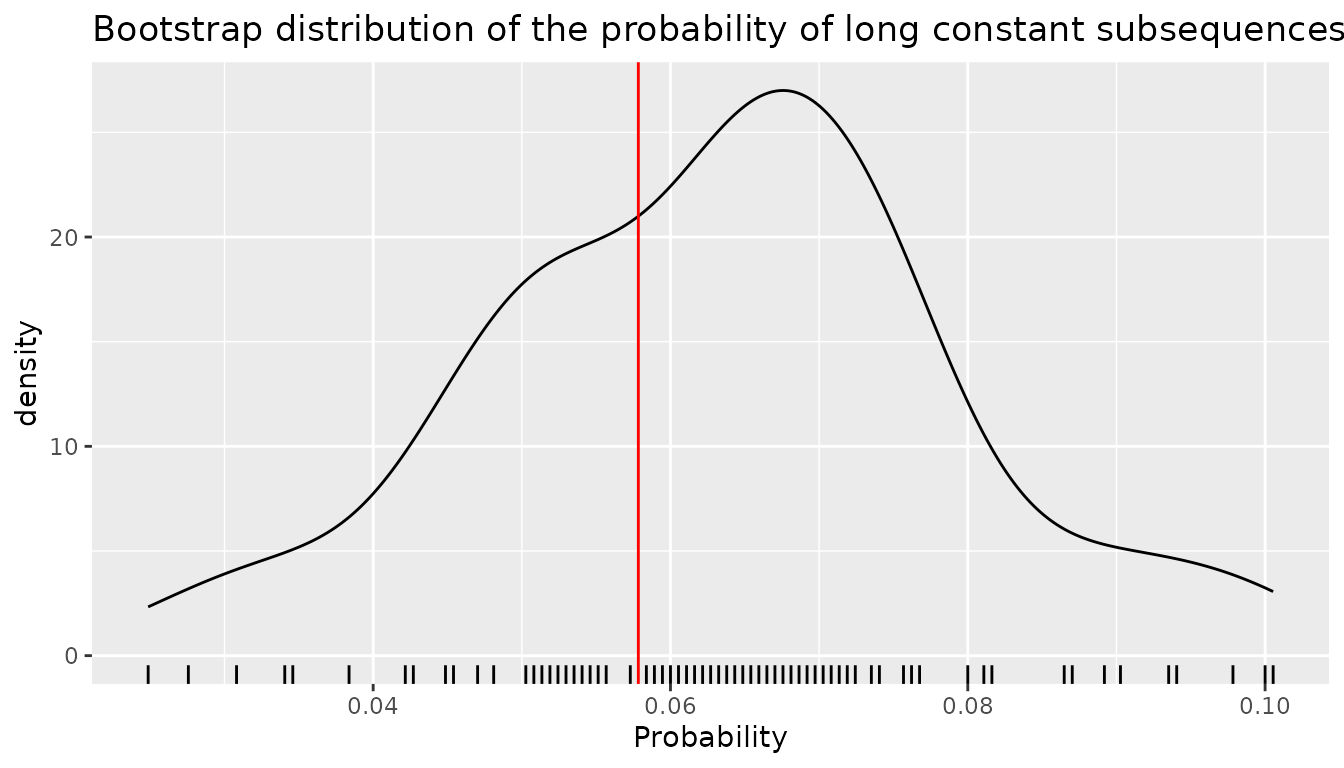 Bootstrap distribution of the probability of long constant subsequences
density
20
10
0
0.04 0.06 0.08 0.10
Probability